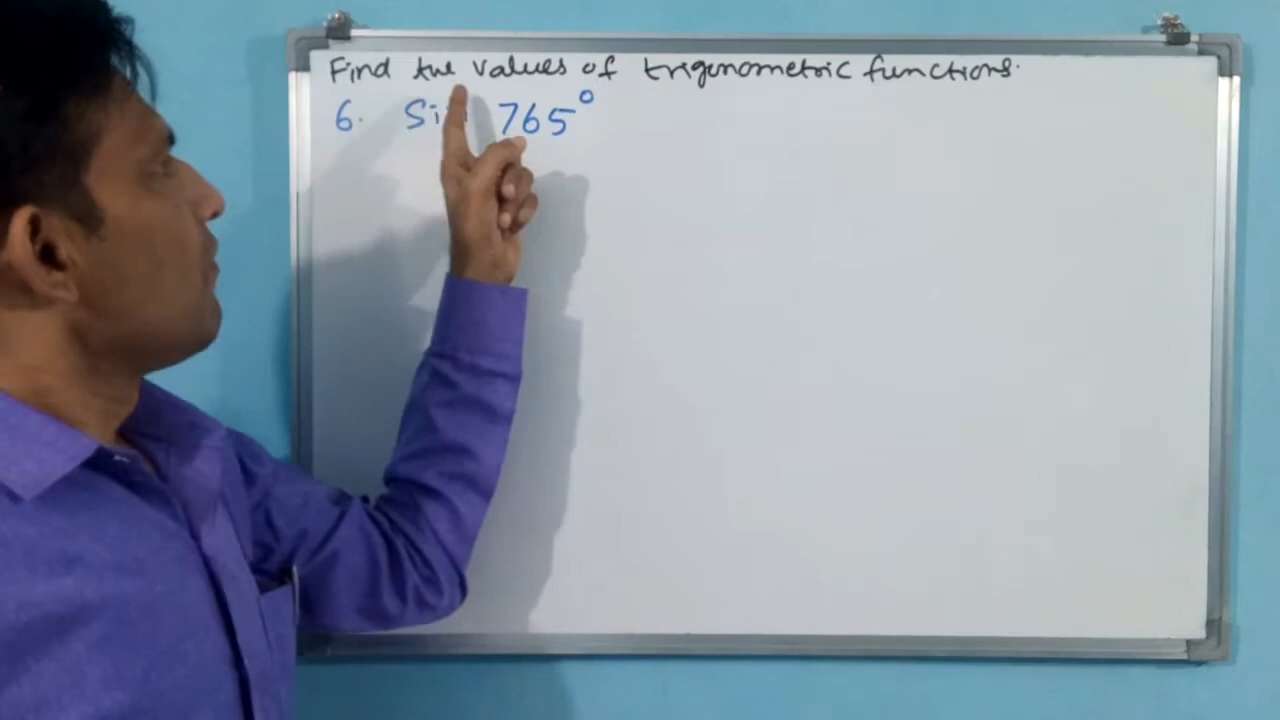 Find the values of trigonometric functions.
6. Sin 765°